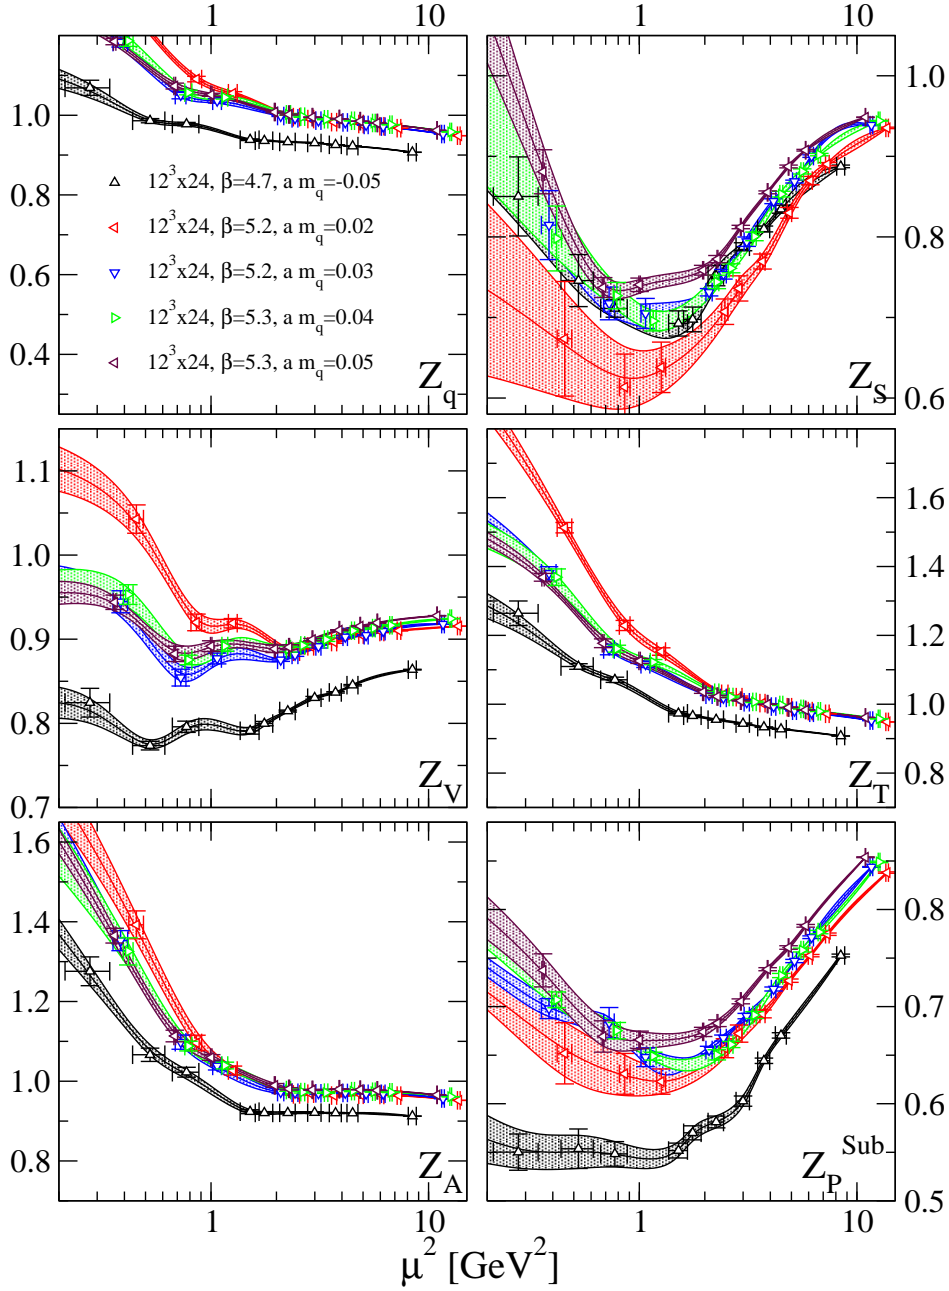 1 10 1 10
1.0
0.8
0.6
0.4
12³x24, β=4.7, a m_q=-0.05
12³x24, β=5.2, a m_q=0.02
12³x24, β=5.2, a m_q=0.03
12³x24, β=5.3, a m_q=0.04
12³x24, β=5.3, a m_q=0.05
Z_q
1.0
0.8
0.6
Z_S
1.1
1.0
0.9
0.8
0.7
Z_V
1.6
1.4
1.2
1.0
0.8
Z_T
1.6
1.4
1.2
1.0
0.8
Z_A
0.8
0.7
0.6
0.5
Z_P^Sub
1 10 1 10
μ² [GeV²]